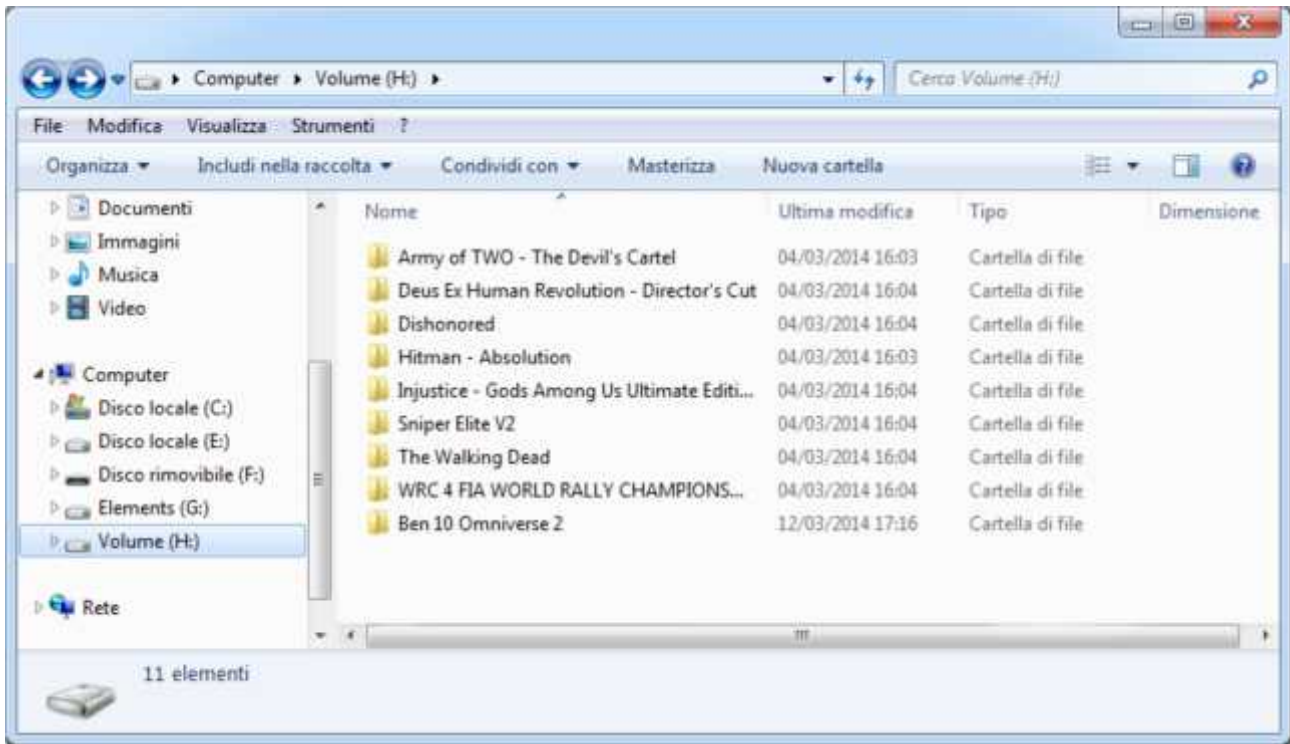 Computer Volume (H:) Cerca Volume (H:)
File Modifica Visualizza Strumenti ?
Organizza Includi nella raccolta Condividi con Masterizza Nuova cartella
Documenti
Immagini
Musica
Video
Computer
Disco locale (C:)
Disco locale (E:)
Disco rimovibile (F:)
Elements (G:)
Volume (H:)
Rete
Nome Ultima modifica Tipo Dimensione
Army of TWO - The Devil's Cartel 04/03/2014 16:03 Cartella di file
Deus Ex Human Revolution - Director's Cut 04/03/2014 16:04 Cartella di file
Dishonored 04/03/2014 16:04 Cartella di file
Hitman - Absolution 04/03/2014 16:03 Cartella di file
Injustice - Gods Among Us Ultimate Editi... 04/03/2014 16:04 Cartella di file
Sniper Elite V2 04/03/2014 16:04 Cartella di file
The Walking Dead 04/03/2014 16:04 Cartella di file
WRC 4 FIA WORLD RALLY CHAMPIONS... 04/03/2014 16:04 Cartella di file
Ben 10 Omniverse 2 12/03/2014 17:16 Cartella di file
11 elementi